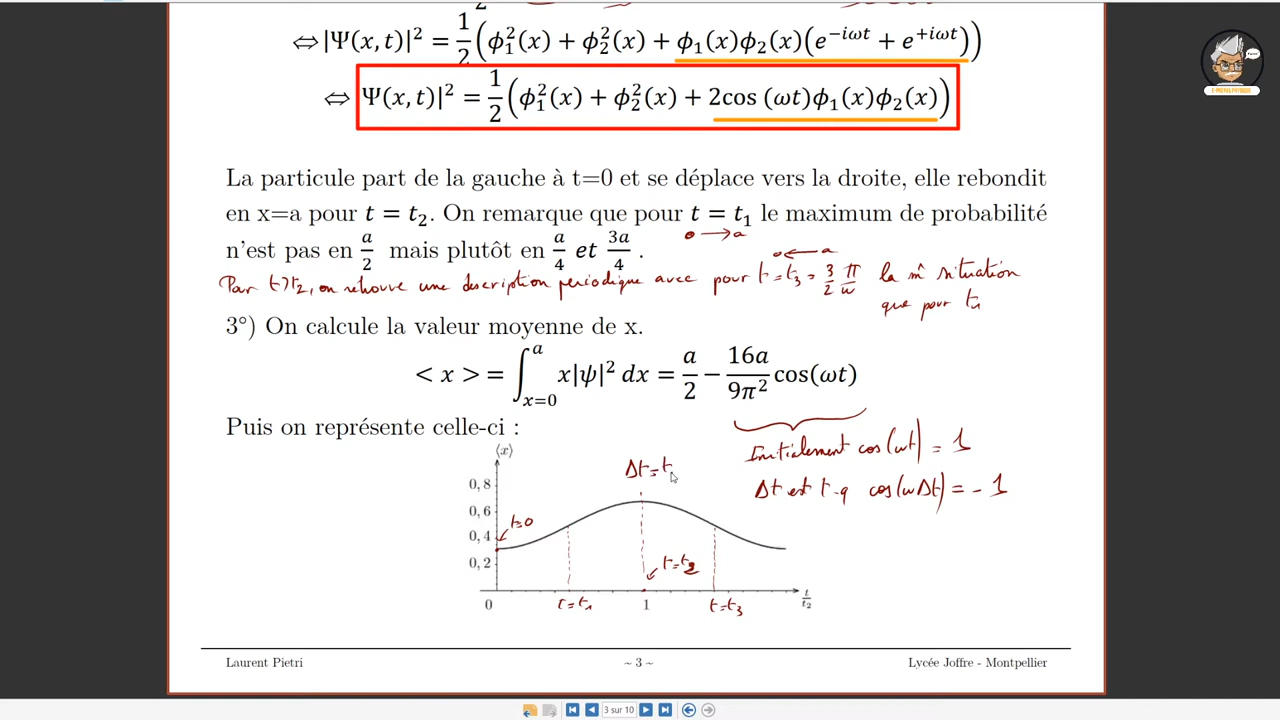 ⇔ |Ψ(x,t)|² = 1/2 (ϕ₁²(x) + ϕ₂²(x) + ϕ₁(x)ϕ₂(x)(e^{-iωt} + e^{+iωt}))
⇔ Ψ(x,t)|² = 1/2 (ϕ₁²(x) + ϕ₂²(x) + 2cos (ωt)ϕ₁(x)ϕ₂(x))
La particule part de la gauche à t=0 et se déplace vers la droite, elle rebondit
en x=a pour t = t₂. On remarque que pour t = t₁ le maximum de probabilité
n'est pas en a/2 mais plutôt en a/4 et 3a/4 .
o → a
o ← a
Par t>t₂, on retrouve une description périodique avec pour t = t₃ = 3/2 π/ω la m̂ situation
que pour t₁
3°) On calcule la valeur moyenne de x.
< x > = ∫_{x=0}^{a} x|ψ|² dx = a/2 − 16a/9π² cos(ωt)
Puis on représente celle-ci :
Initialement cos(ωt) = 1
Δt est t.q cos(ωΔt) = - 1
⟨x⟩
Δt = t
0,8
0,6
0,4
0,2
t=0
t=t₂
0
t=t₁
1
t=t₃
t/t₂
Laurent Pietri
~ 3 ~
Lycée Joffre - Montpellier
3 sur 10